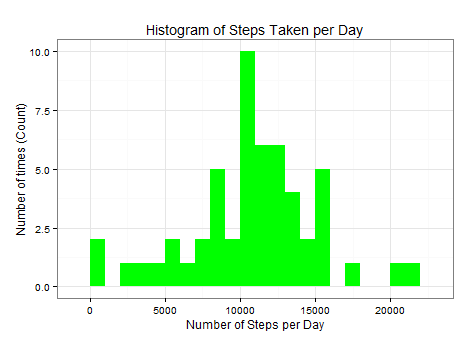 Histogram of Steps Taken per Day
10.0
7.5
5.0
2.5
0.0
Number of times (Count)
0 5000 10000 15000 20000
Number of Steps per Day